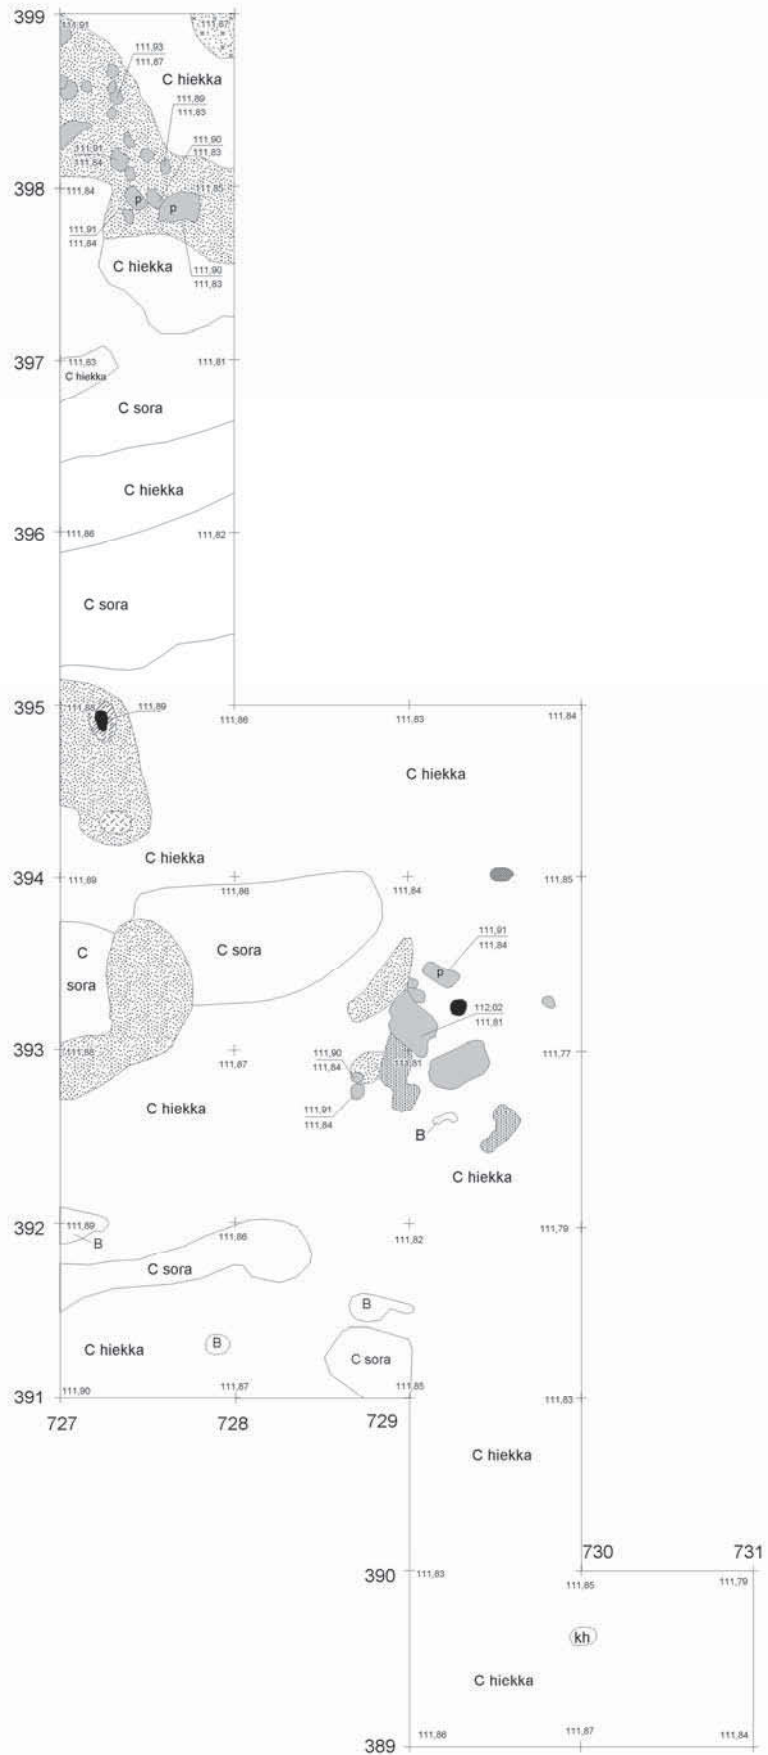 399
111,91
111,87
111,93
111,87
C hiekka
111,89
111,83
111,90
111,83
111,91
111,84
398
111,84
111,85
p
p
111,91
111,84
C hiekka
111,90
111,83
397
111,83
111,81
C hiekka
C sora
C hiekka
396
111,86
111,82
C sora
395
111,88
111,89
111,86
111,83
111,84
C hiekka
C hiekka
394
111,89
111,86
111,84
111,85
111,91
111,84
C
sora
C sora
p
112,02
111,81
393
111,88
111,87
111,90
111,84
111,81
111,77
C hiekka
111,91
111,84
B
C hiekka
392
111,89
111,86
111,82
111,79
B
C sora
B
C hiekka
B
C sora
391
111,90
111,87
111,85
111,83
727
728
729
C hiekka
730
731
390
111,83
111,85
111,79
kh
C hiekka
389
111,86
111,87
111,84